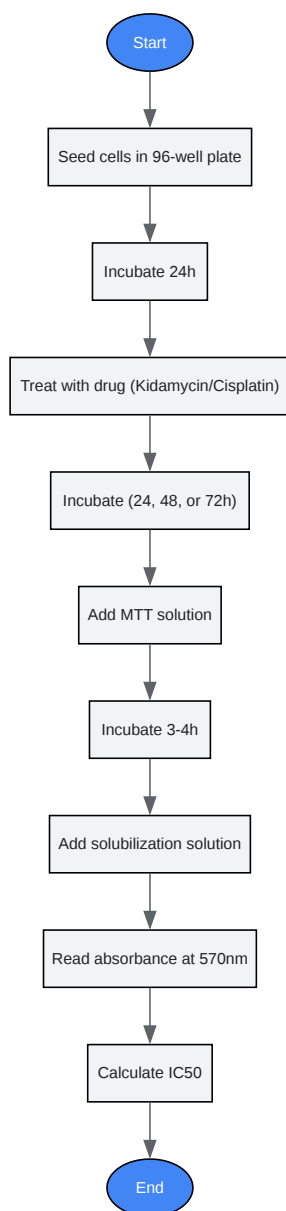 Start
Seed cells in 96-well plate
Incubate 24h
Treat with drug (Kidamycin/Cisplatin)
Incubate (24, 48, or 72h)
Add MTT solution
Incubate 3-4h
Add solubilization solution
Read absorbance at 570nm
Calculate IC50
End